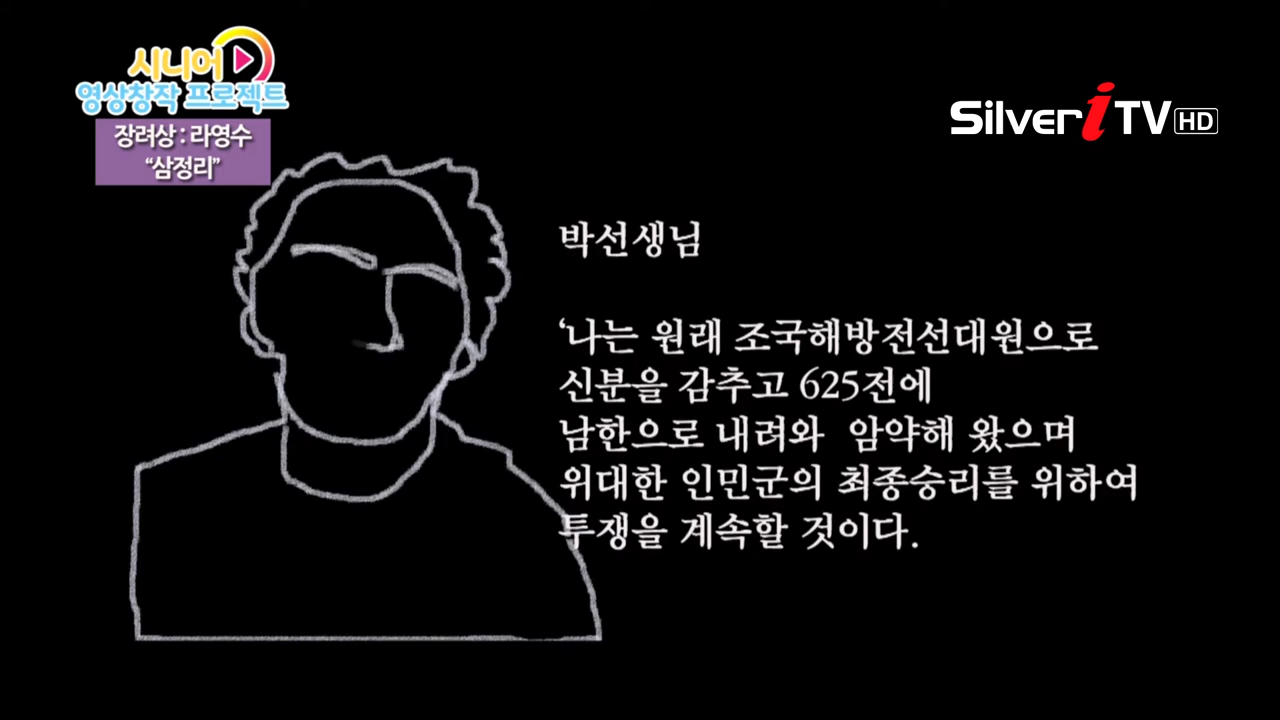 시니어
영상창작 프로젝트
장려상 : 라영수
“삼정리”
Silver i TV HD
박선생님
‘나는 원래 조국해방전선대원으로
신분을 감추고 625전에
남한으로 내려와 암약해 왔으며
위대한 인민군의 최종승리를 위하여
투쟁을 계속할 것이다.